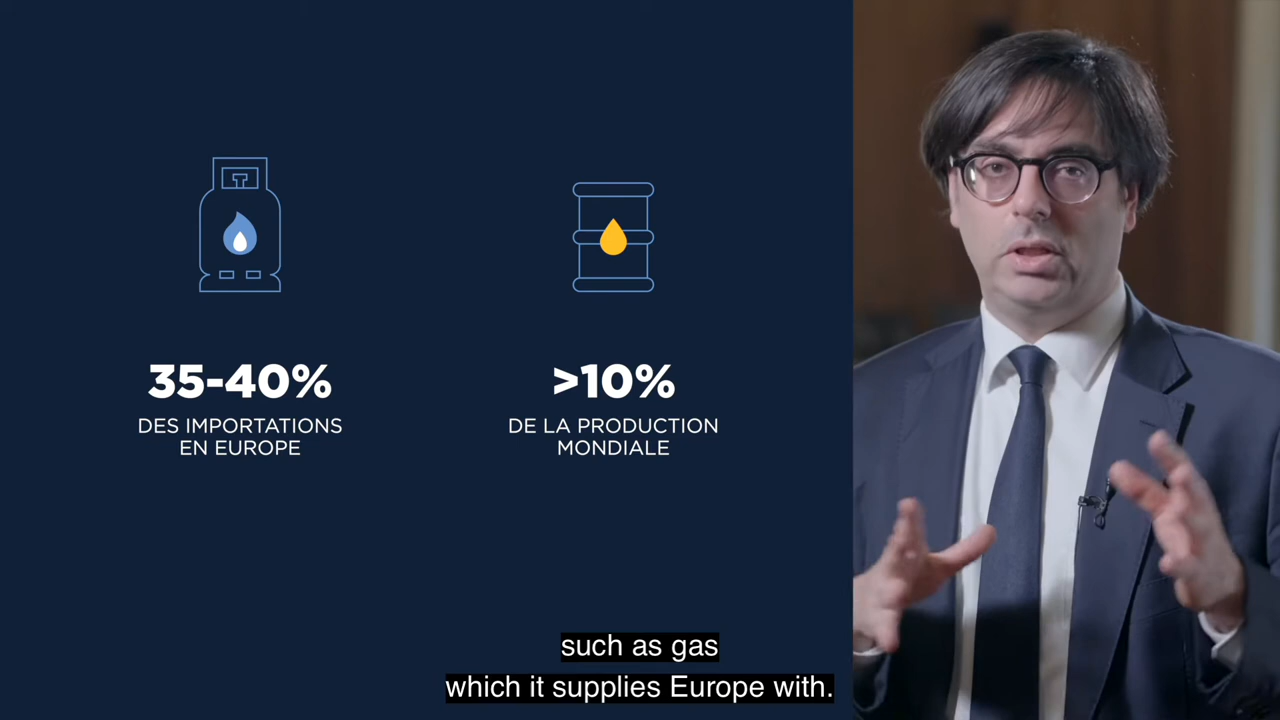 35-40%
DES IMPORTATIONS
EN EUROPE
>10%
DE LA PRODUCTION
MONDIALE
such as gas
which it supplies Europe with.